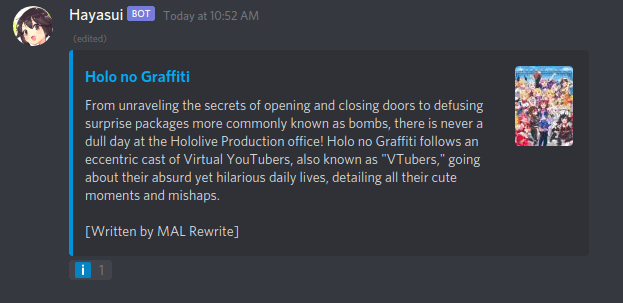 Hayasui BOT Today at 10:52 AM
(edited)
Holo no Graffiti
From unraveling the secrets of opening and closing doors to defusing
surprise packages more commonly known as bombs, there is never a
dull day at the Hololive Production office! Holo no Graffiti follows an
eccentric cast of Virtual YouTubers, also known as "VTubers," going
about their absurd yet hilarious daily lives, detailing all their cute
moments and mishaps.
[Written by MAL Rewrite]
i 1